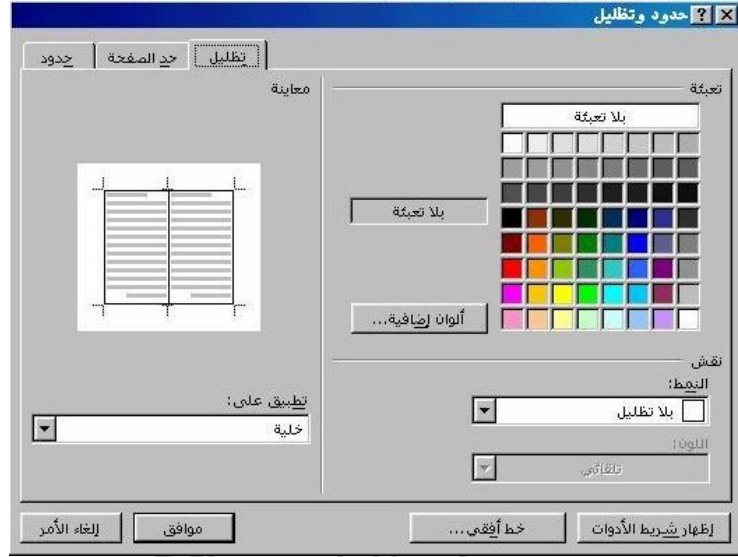 حدود وتظليل
حدود
حد الصفحة
تظليل
تعبئة
معاينة
بلا تعبئة
بلا تعبئة
ألوان إضافية...
نقش
النمط:
بلا تظليل
اللون:
تلقائي
تطبيق على:
خلية
إظهار شريط الأدوات
خط أفقي...
موافق
إلغاء الأمر